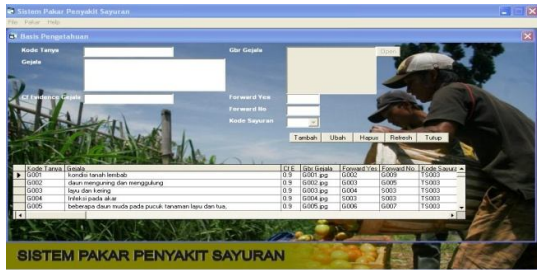 Sistem Pakar Penyakit Sayuran
File Pakar Help
Basis Pengetahuan
Kode Tanya
Gbr Gejala
Open
Gejala
Cf Evidence Gejala
Forward Yes
Forward No
Kode Sayuran
Tambah Ubah Hapus Refresh Tutup
Kode Tanya Gejala Cf E Gbr Gejala Forward Yes Forward No Kode Sayura
G001 kondisi tanah lembab 0.9 G001.jpg G002 G009 TS003
G002 daun menguning dan menggulung 0.9 G002.jpg G003 G005 TS003
G003 layu dan kering 0.9 G003.jpg G004 S003 TS003
G004 Infeksi pada akar 0.9 G004.jpg S003 S003 TS003
G005 beberapa daun muda pada pucuk tanaman layu dan tua, 0.9 G005.jpg G006 G007 TS003
SISTEM PAKAR PENYAKIT SAYURAN